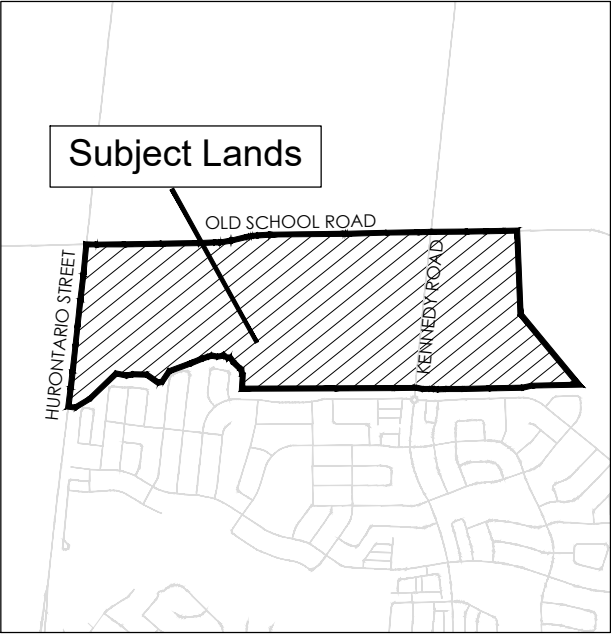 Subject Lands
OLD SCHOOL ROAD
HURONTARIO STREET
KENNEDY ROAD